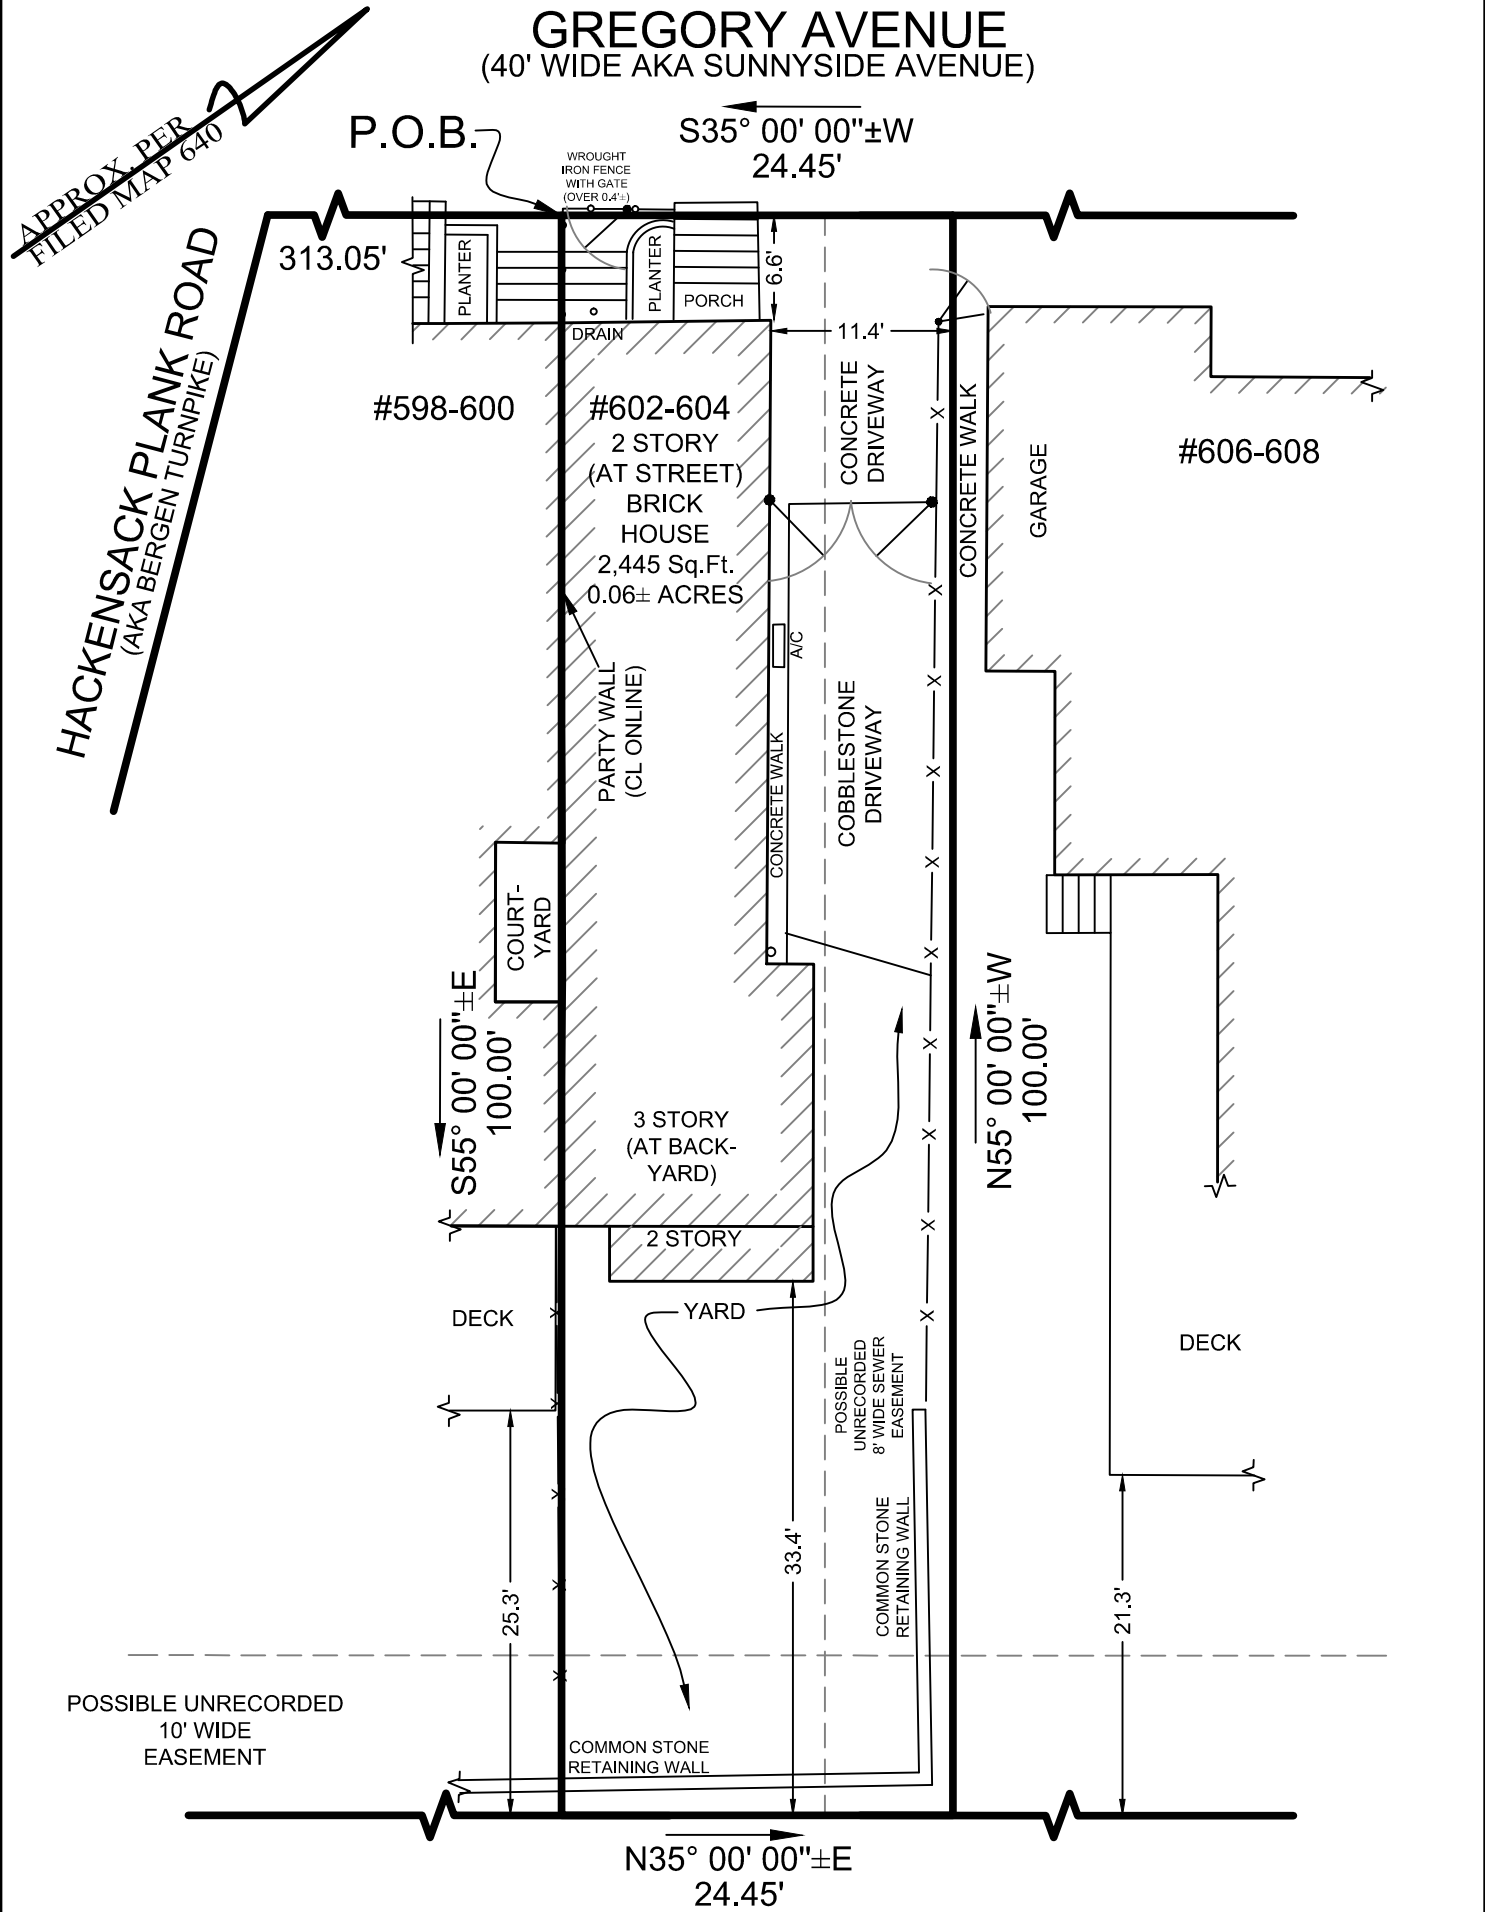 GREGORY AVENUE
(40' WIDE AKA SUNNYSIDE AVENUE)
APPROX. PER
FILED MAP 640
P.O.B.
S35° 00' 00"±W
24.45'
WROUGHT
IRON FENCE
WITH GATE
(OVER 0.4'±)
313.05'
HACKENSACK PLANK ROAD
(AKA BERGEN TURNPIKE)
PLANTER
PLANTER
PORCH
6.6'
DRAIN
11.4'
#598-600
#602-604
2 STORY
(AT STREET)
BRICK
HOUSE
2,445 Sq.Ft.
0.06± ACRES
CONCRETE
DRIVEWAY
CONCRETE WALK
GARAGE
#606-608
PARTY WALL
(CL ONLINE)
A/C
CONCRETE WALK
COBBLESTONE
DRIVEWAY
COURT-
YARD
S55° 00' 00"±E
100.00'
N55° 00' 00"±W
100.00'
3 STORY
(AT BACK-
YARD)
2 STORY
DECK
YARD
DECK
POSSIBLE
UNRECORDED
8' WIDE SEWER
EASEMENT
COMMON STONE
RETAINING WALL
25.3'
33.4'
21.3'
POSSIBLE UNRECORDED
10' WIDE
EASEMENT
COMMON STONE
RETAINING WALL
N35° 00' 00"±E
24.45'